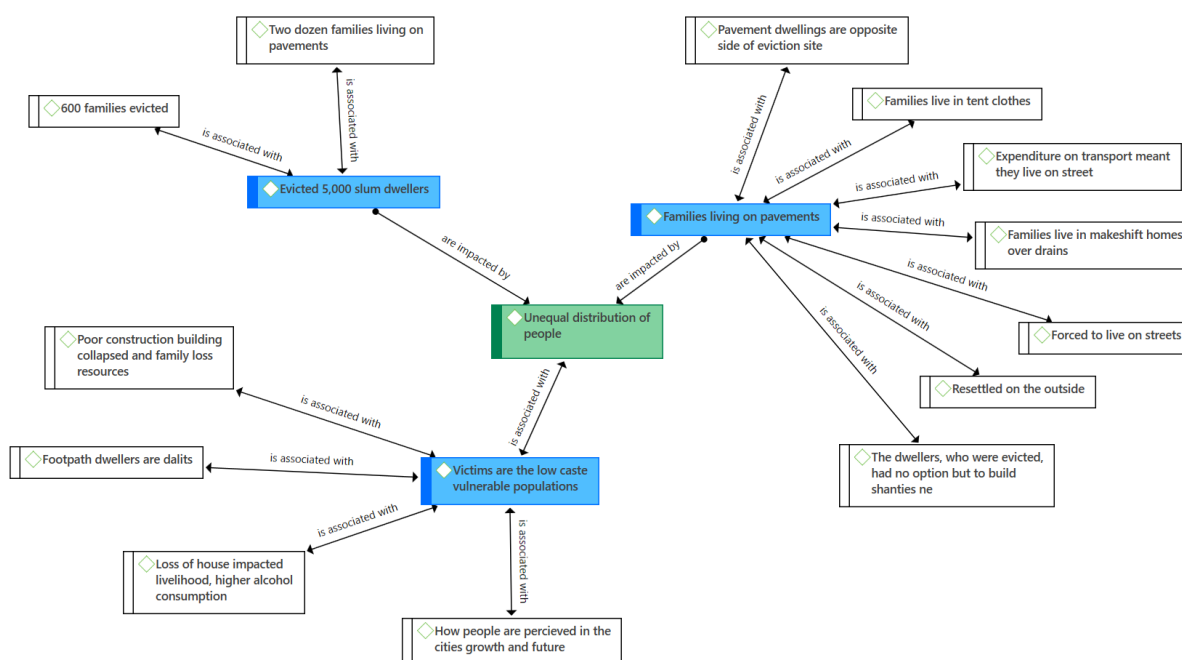 Two dozen families living on
pavements
Pavement dwellings are opposite
side of eviction site
600 families evicted
Families live in tent clothes
is associated with
is associated with
is associated with
is associated with
Expenditure on transport meant
they live on street
Evicted 5,000 slum dwellers
is associated with
Families living on pavements
is associated with
Families live in makeshift homes
over drains
are impacted by
are impacted by
is associated with
is associated with
is associated with
Unequal distribution of
people
Forced to live on streets
Poor construction building
collapsed and family loss
resources
Resettled on the outside
is associated with
is associated with
Footpath dwellers are dalits
is associated with
Victims are the low caste
vulnerable populations
The dwellers, who were evicted,
had no option but to build
shanties ne
is associated with
is associated with
Loss of house impacted
livelihood, higher alcohol
consumption
How people are percieved in the
cities growth and future